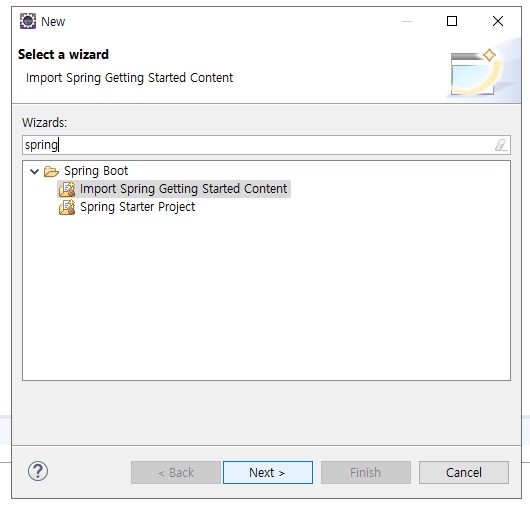 New
Select a wizard
Import Spring Getting Started Content
Wizards:
spring
Spring Boot
Import Spring Getting Started Content
Spring Starter Project
?
< Back
Next >
Finish
Cancel